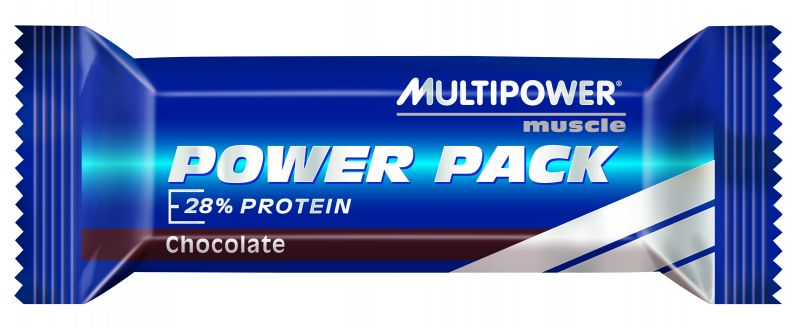 MULTIPOWER®
muscle
POWER PACK
28% PROTEIN
Chocolate